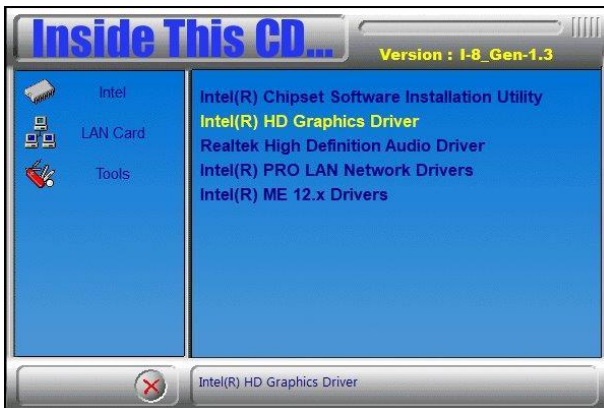 Inside This CD...
Version : I-8_Gen-1.3
Intel
LAN Card
Tools
Intel(R) Chipset Software Installation Utility
Intel(R) HD Graphics Driver
Realtek High Definition Audio Driver
Intel(R) PRO LAN Network Drivers
Intel(R) ME 12.x Drivers
Intel(R) HD Graphics Driver